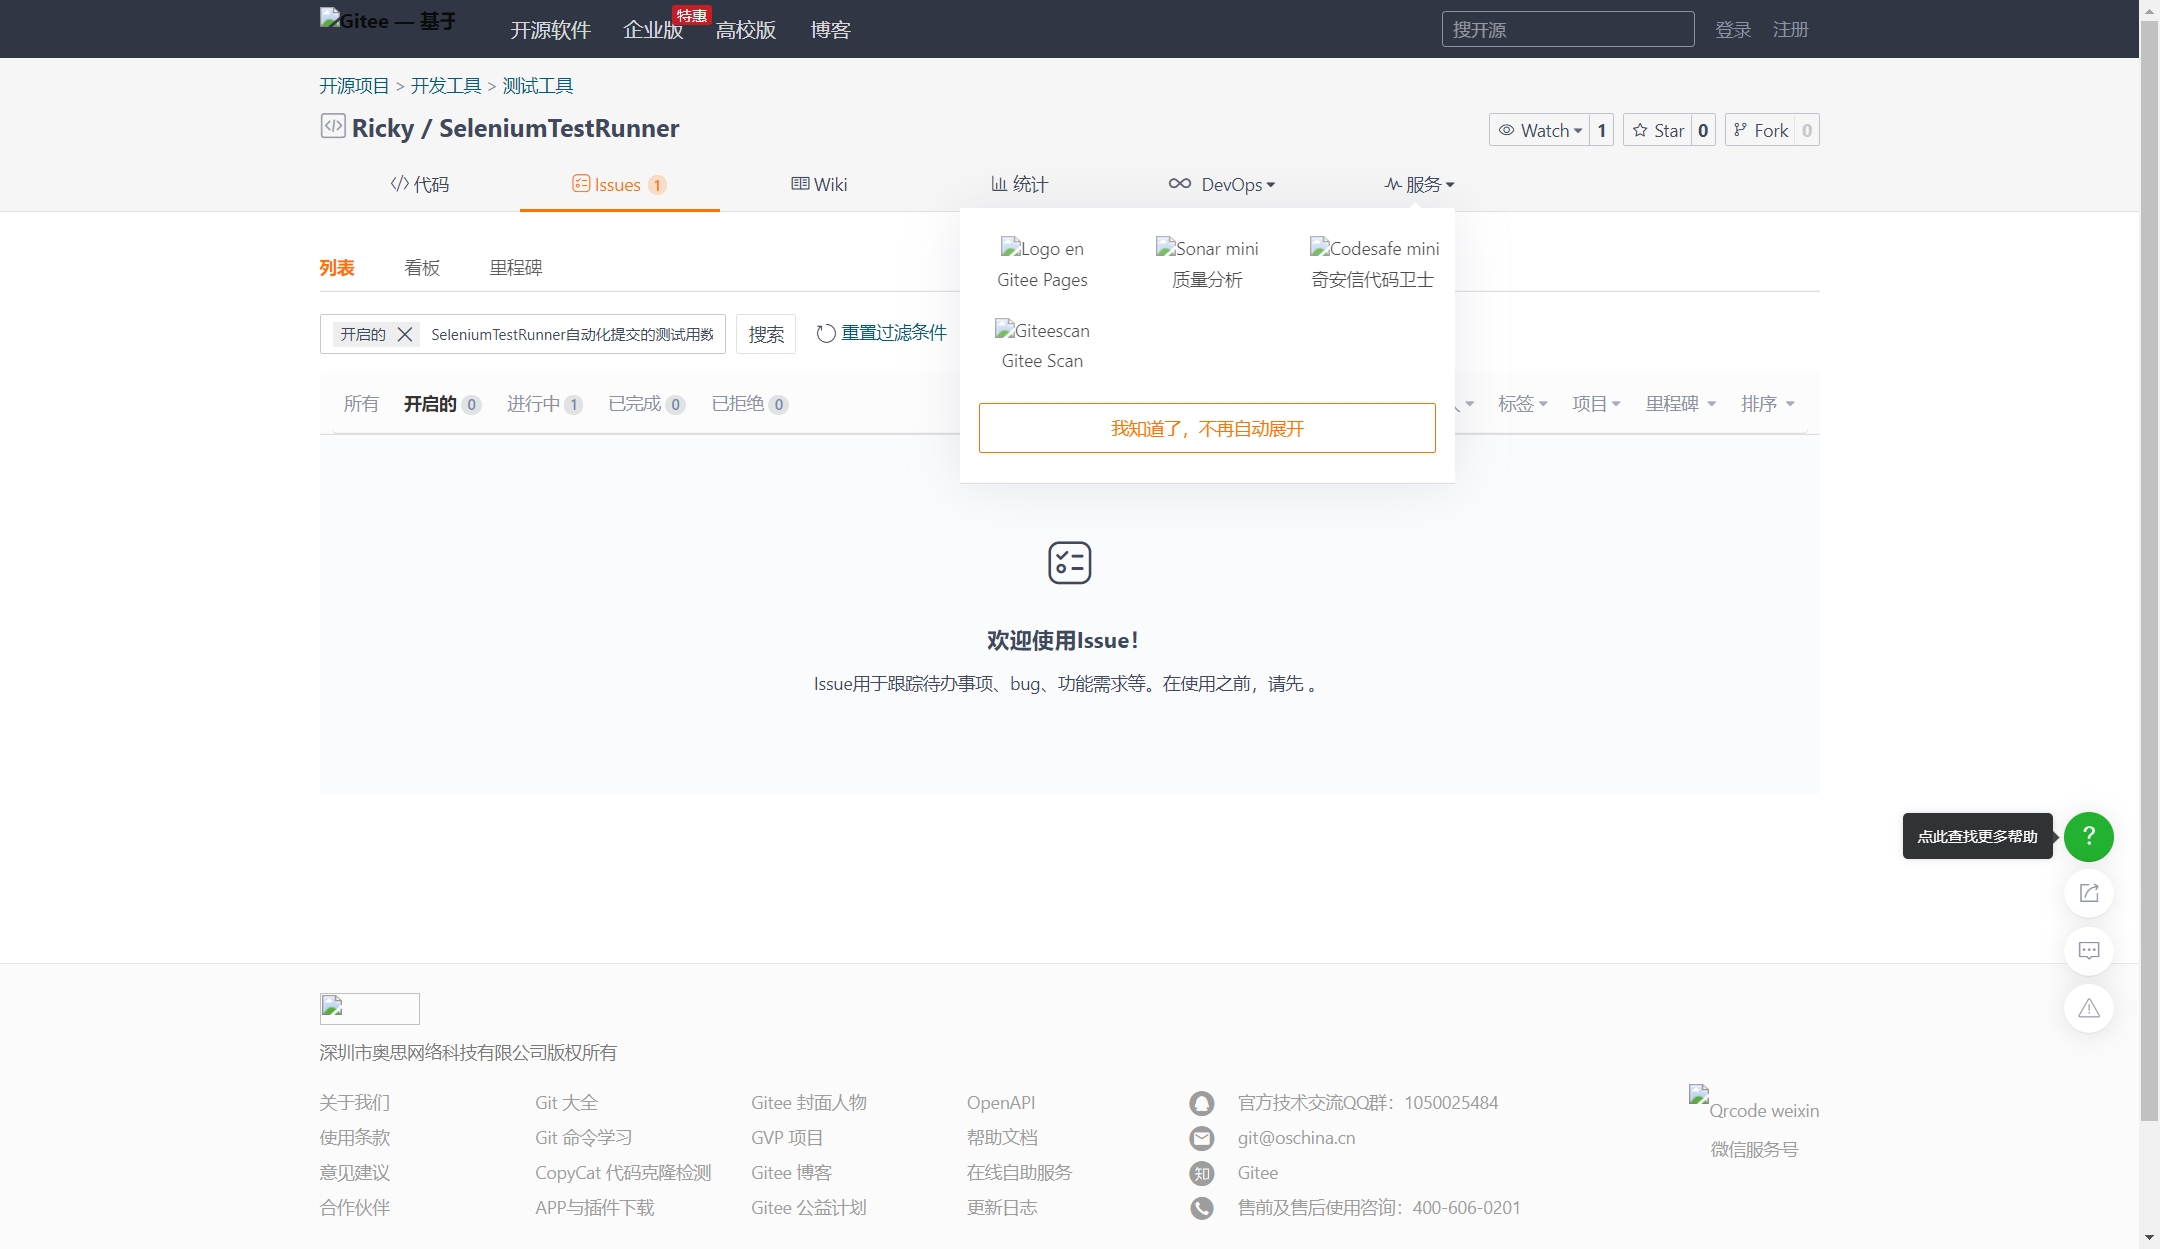 Gitee — 基于
开源软件 企业版 特惠 高校版 博客 搜开源 登录 注册
开源项目 > 开发工具 > 测试工具
Ricky / SeleniumTestRunner
Watch 1 Star 0 Fork 0
代码 Issues 1 Wiki 统计 DevOps 服务
Logo en Sonar mini Codesafe mini
Gitee Pages 质量分析 奇安信代码卫士
Giteescan
Gitee Scan
我知道了，不再自动展开
列表 看板 里程碑
开启的 SeleniumTestRunner自动化提交的测试用数 搜索 重置过滤条件
所有 开启的 0 进行中 1 已完成 0 已拒绝 0 标签 项目 里程碑 排序
欢迎使用Issue！
Issue用于跟踪待办事项、bug、功能需求等。在使用之前，请先 。
点此查找更多帮助 ?
深圳市奥思网络科技有限公司版权所有
关于我们 Git 大全 Gitee 封面人物 OpenAPI 官方技术交流QQ群：1050025484 Qrcode weixin
使用条款 Git 命令学习 GVP 项目 帮助文档 git@oschina.cn 微信服务号
意见建议 CopyCat 代码克隆检测 Gitee 博客 在线自助服务 知 Gitee
合作伙伴 APP与插件下载 Gitee 公益计划 更新日志 售前及售后使用咨询：400-606-0201